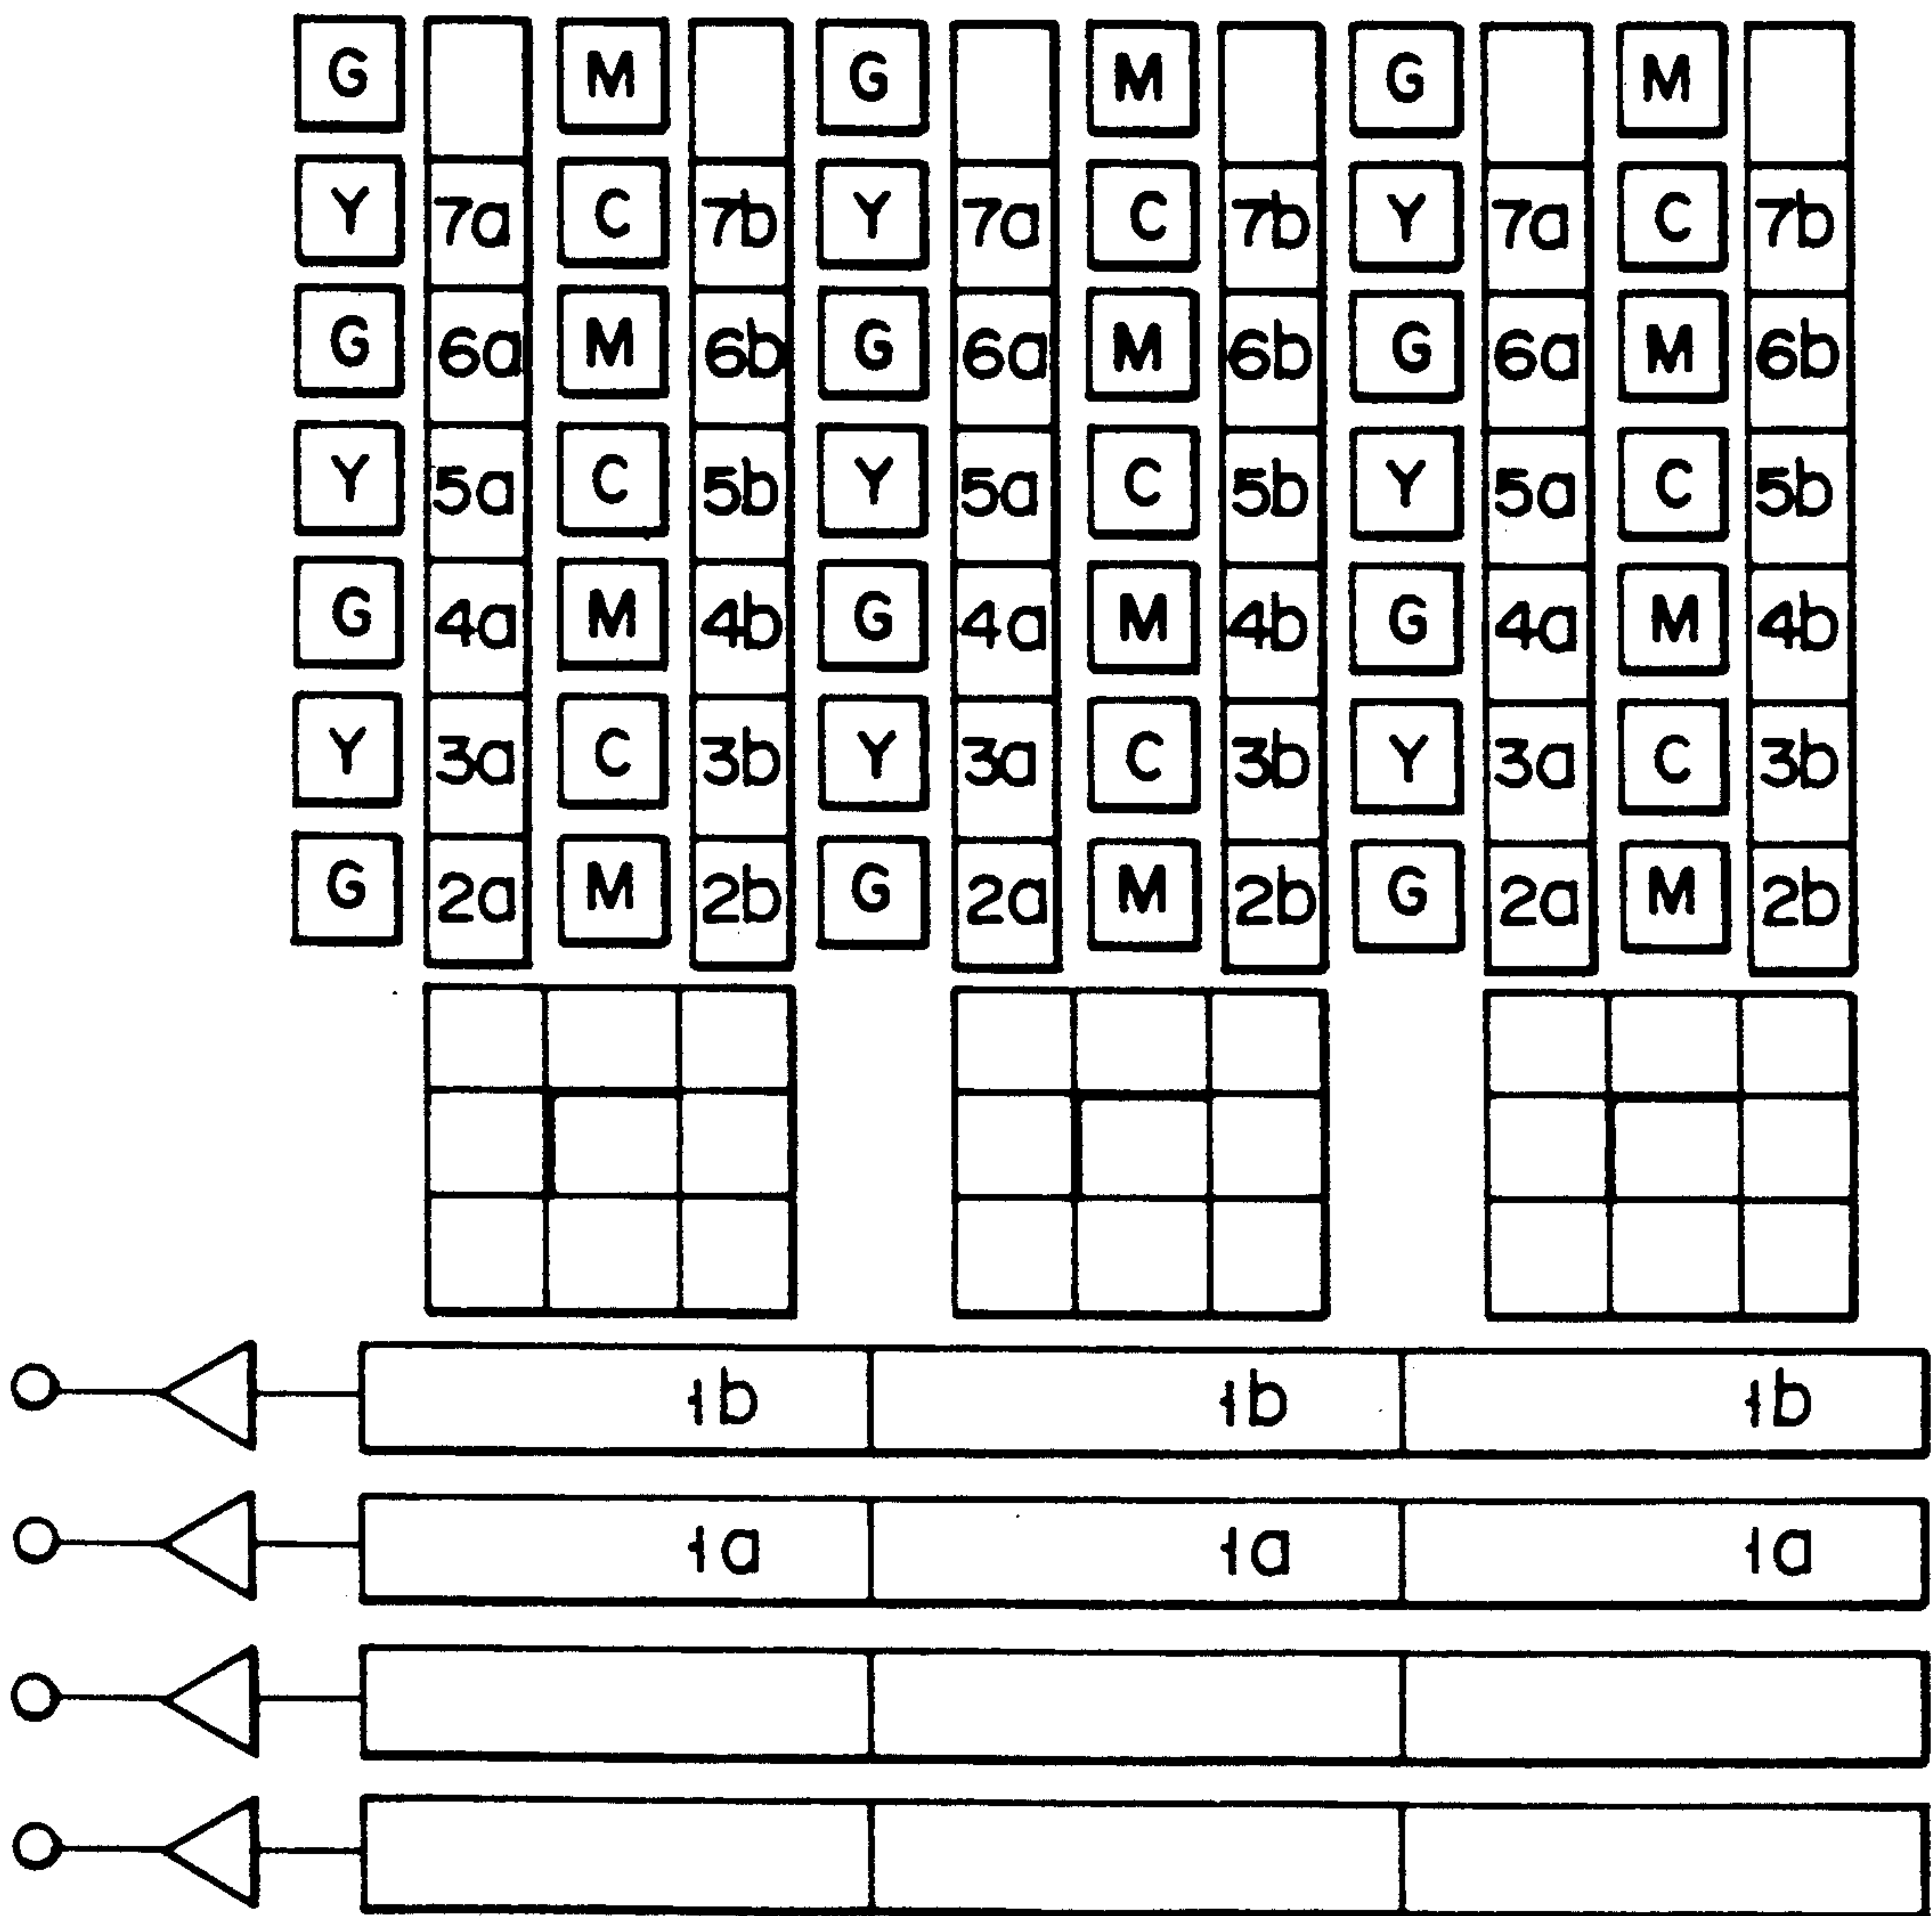 G M G M G M
Y 7a C 7b Y 7a C 7b Y 7a C 7b
G 6a M 6b G 6a M 6b G 6a M 6b
Y 5a C 5b Y 5a C 5b Y 5a C 5b
G 4a M 4b G 4a M 4b G 4a M 4b
Y 3a C 3b Y 3a C 3b Y 3a C 3b
G 2a M 2b G 2a M 2b G 2a M 2b
1b 1b 1b
1a 1a 1a